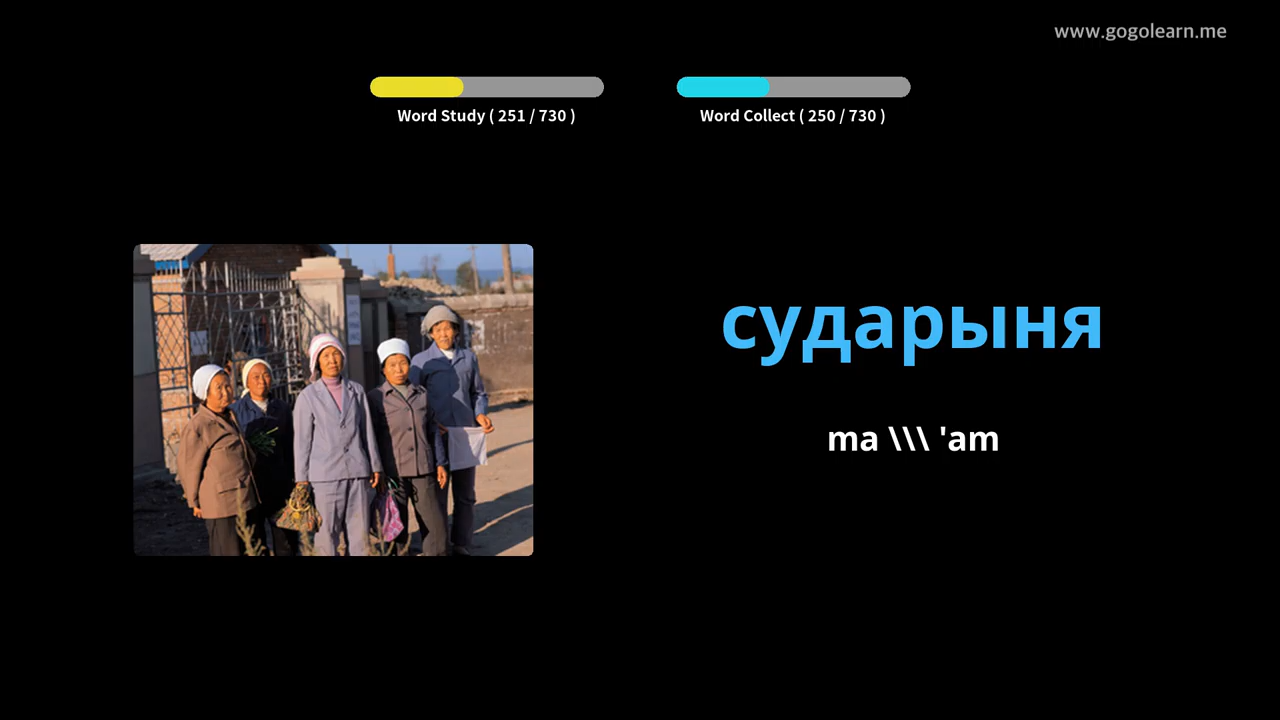 www.gogolearn.me
Word Study ( 251 / 730 )
Word Collect ( 250 / 730 )
сударыня
ma \\\ 'am